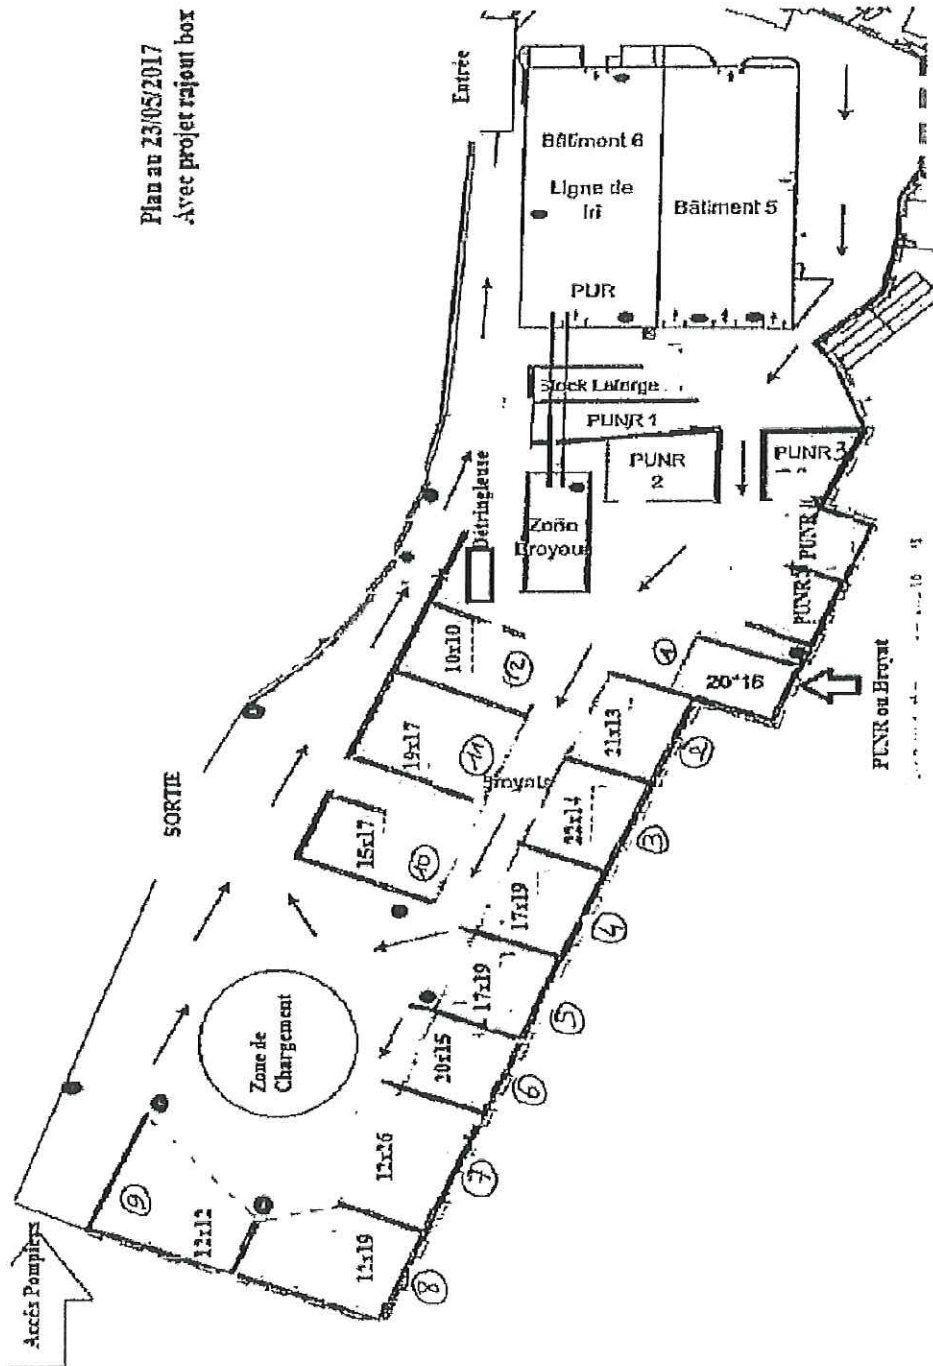 Plan au 23/05/2017
Avec projet rajout box
Entrée
Bâtiment 6
Ligne de
tri
PUR
Bâtiment 5
Stock Lafarge
PUNR 1
PUNR
2
PUNR 3
Détringleuse
Zone
Broyeur
PUNR
PUNR
10x10
12
1
20*16
PUNR ou Broyat
SORTIE
19x17
11
Broyats
21x13
2
15x17
10
22x14
3
17x19
4
17x19
5
Zone de
Chargement
20x15
6
12x26
7
9
12x12
12x19
8
Accès Pompiers